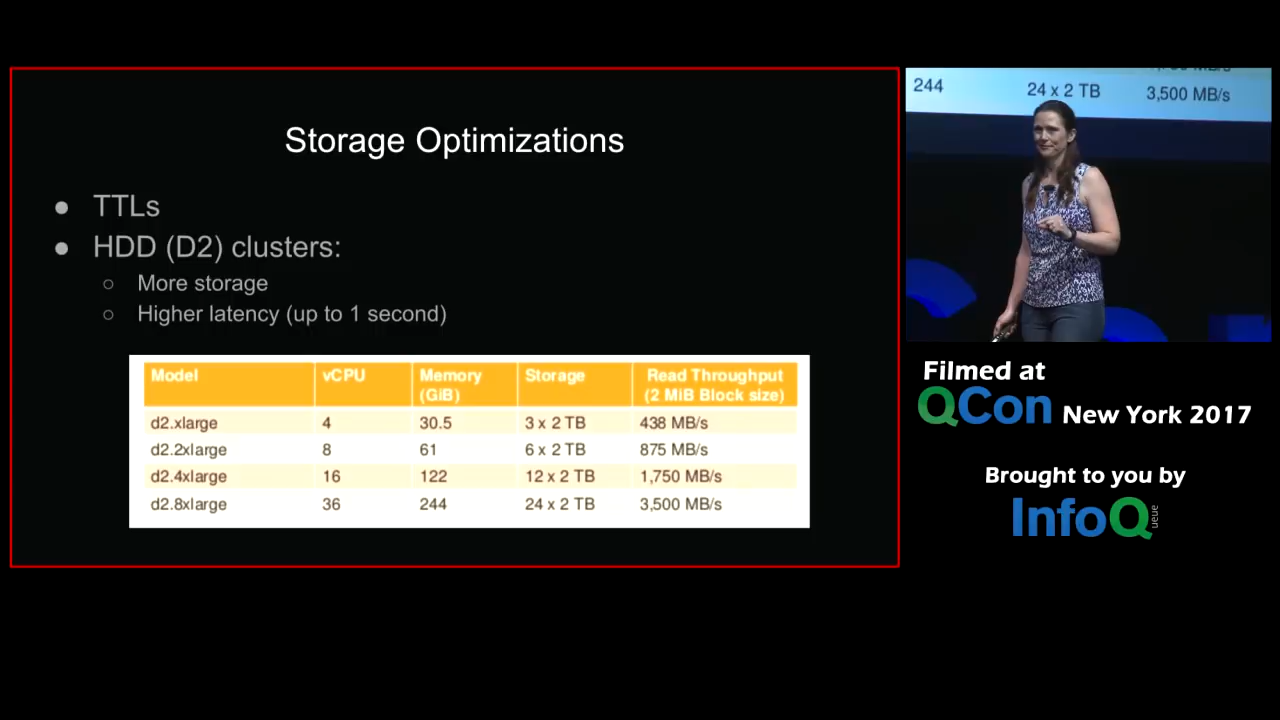 Storage Optimizations
● TTLs
● HDD (D2) clusters:
○ More storage
○ Higher latency (up to 1 second)
Model vCPU Memory (GiB) Storage Read Throughput (2 MiB Block size)
d2.xlarge 4 30.5 3 x 2 TB 438 MB/s
d2.2xlarge 8 61 6 x 2 TB 875 MB/s
d2.4xlarge 16 122 12 x 2 TB 1,750 MB/s
d2.8xlarge 36 244 24 x 2 TB 3,500 MB/s
244 24 x 2 TB 3,500 MB/s
Filmed at
QCon New York 2017
Brought to you by
InfoQ
ueue